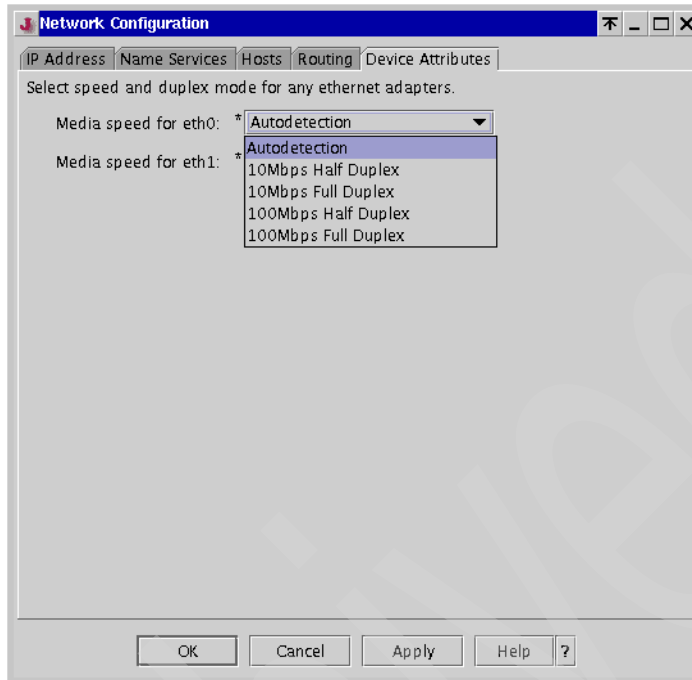 Network Configuration
IP Address Name Services Hosts Routing Device Attributes
Select speed and duplex mode for any ethernet adapters.
Media speed for eth0: * Autodetection
Media speed for eth1: *
Autodetection
10Mbps Half Duplex
10Mbps Full Duplex
100Mbps Half Duplex
100Mbps Full Duplex
OK Cancel Apply Help ?